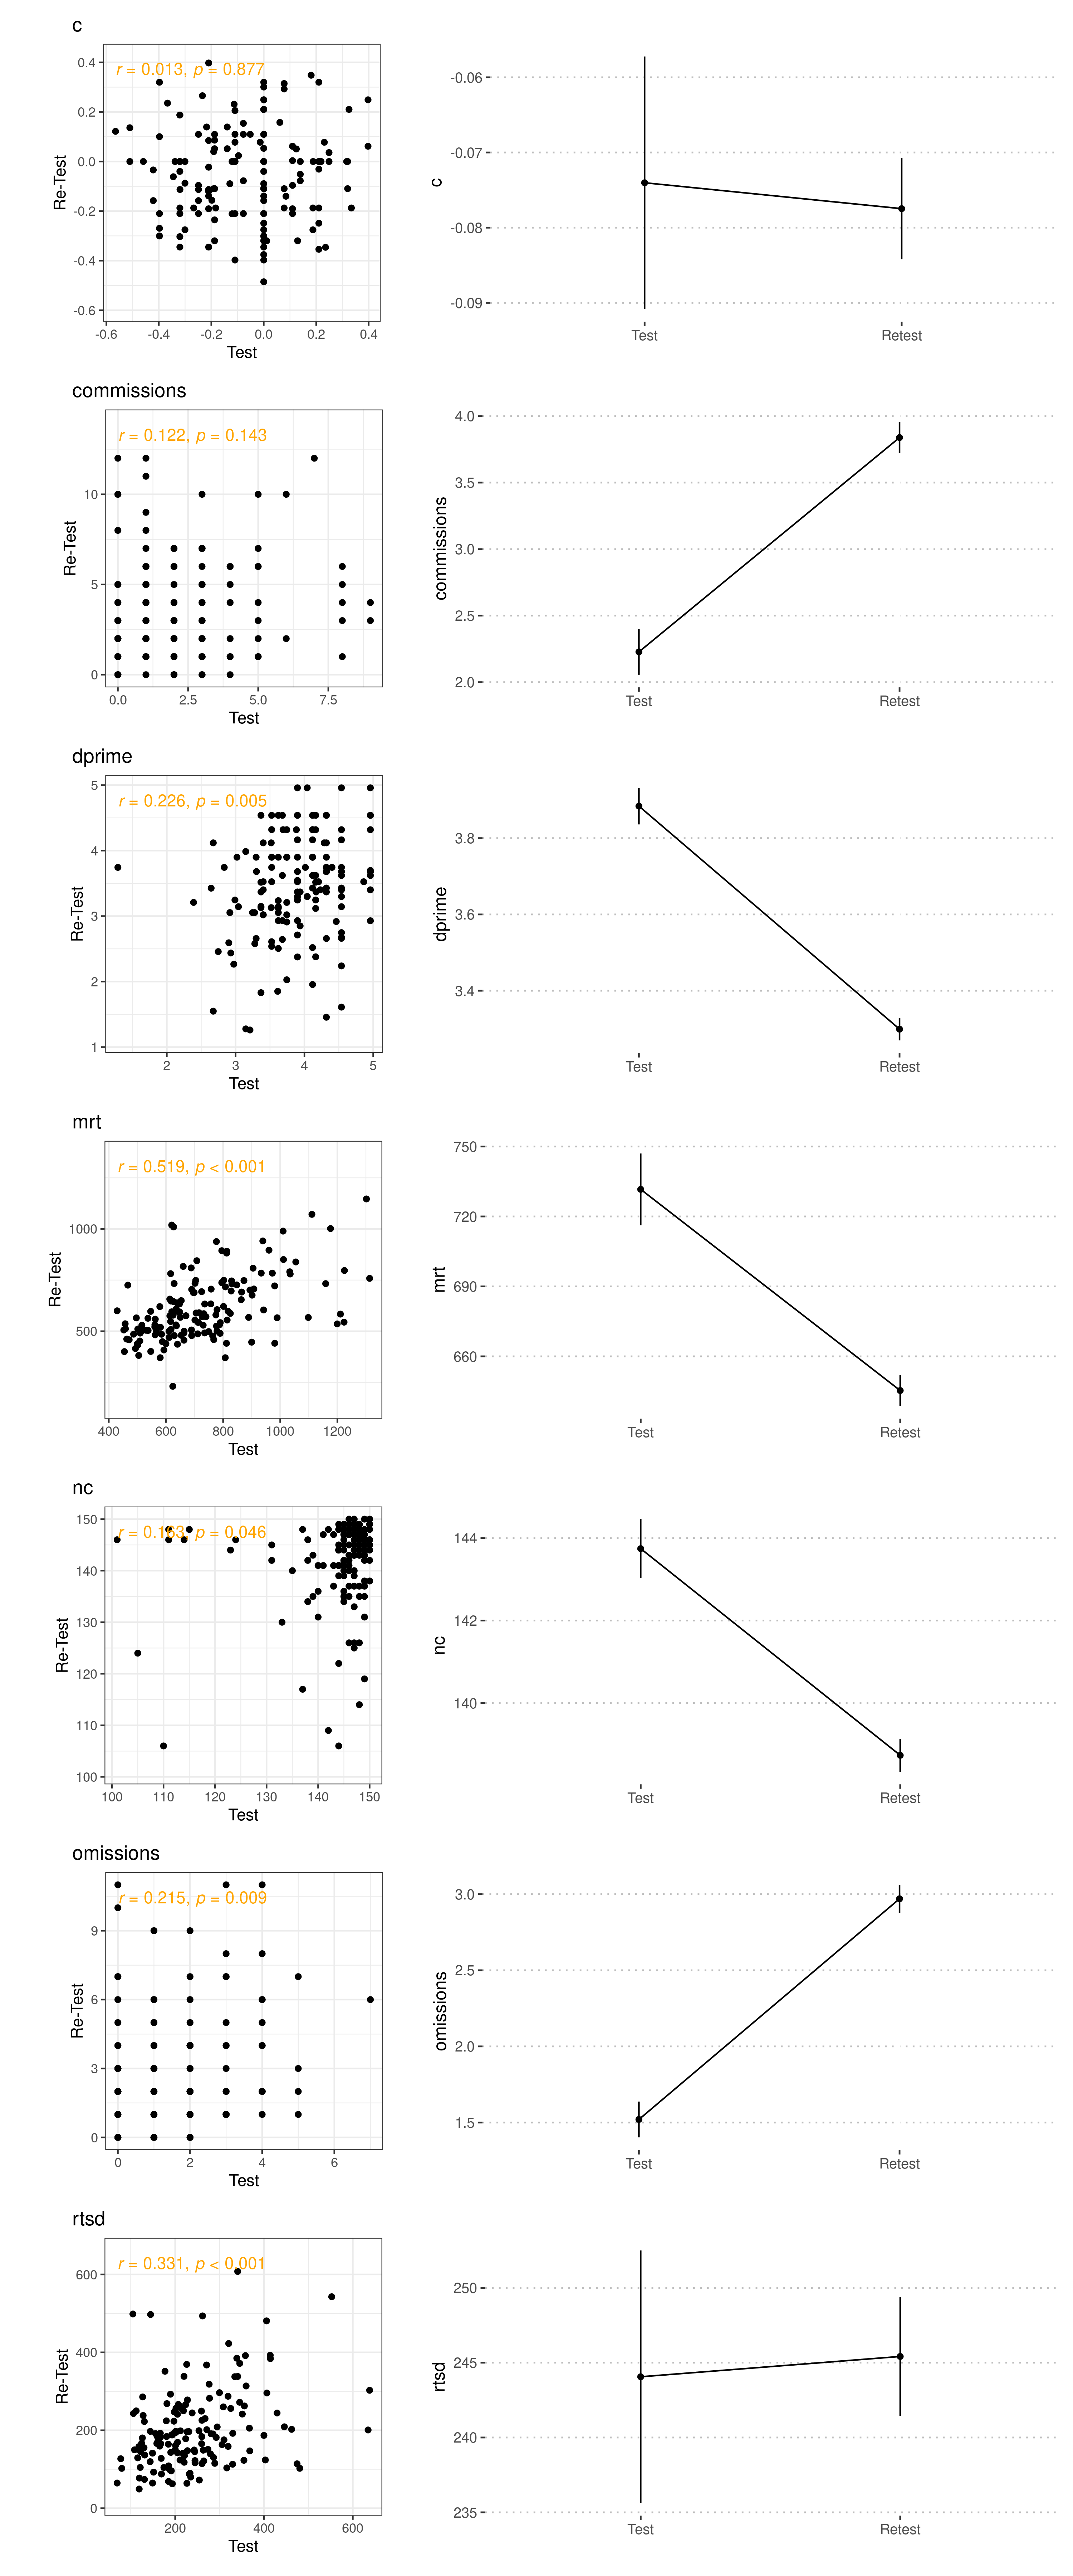 c
r = 0.013, p = 0.877
0.4
0.2
0.0
-0.2
-0.4
-0.6
Re-Test
-0.6 -0.4 -0.2 0.0 0.2 0.4
Test
-0.06
-0.07
-0.08
-0.09
c
Test Retest
commissions
r = 0.122, p = 0.143
10
5
0
Re-Test
0.0 2.5 5.0 7.5
Test
4.0
3.5
3.0
2.5
2.0
commissions
Test Retest
dprime
r = 0.226, p = 0.005
5
4
3
2
1
Re-Test
2 3 4 5
Test
3.8
3.6
3.4
dprime
Test Retest
mrt
r = 0.519, p < 0.001
1000
500
Re-Test
400 600 800 1000 1200
Test
750
720
690
660
mrt
Test Retest
nc
r = 0.163, p = 0.046
150
140
130
120
110
100
Re-Test
100 110 120 130 140 150
Test
144
142
140
nc
Test Retest
omissions
r = 0.215, p = 0.009
9
6
3
0
Re-Test
0 2 4 6
Test
3.0
2.5
2.0
1.5
omissions
Test Retest
rtsd
r = 0.331, p < 0.001
600
400
200
0
Re-Test
200 400 600
Test
250
245
240
235
rtsd
Test Retest